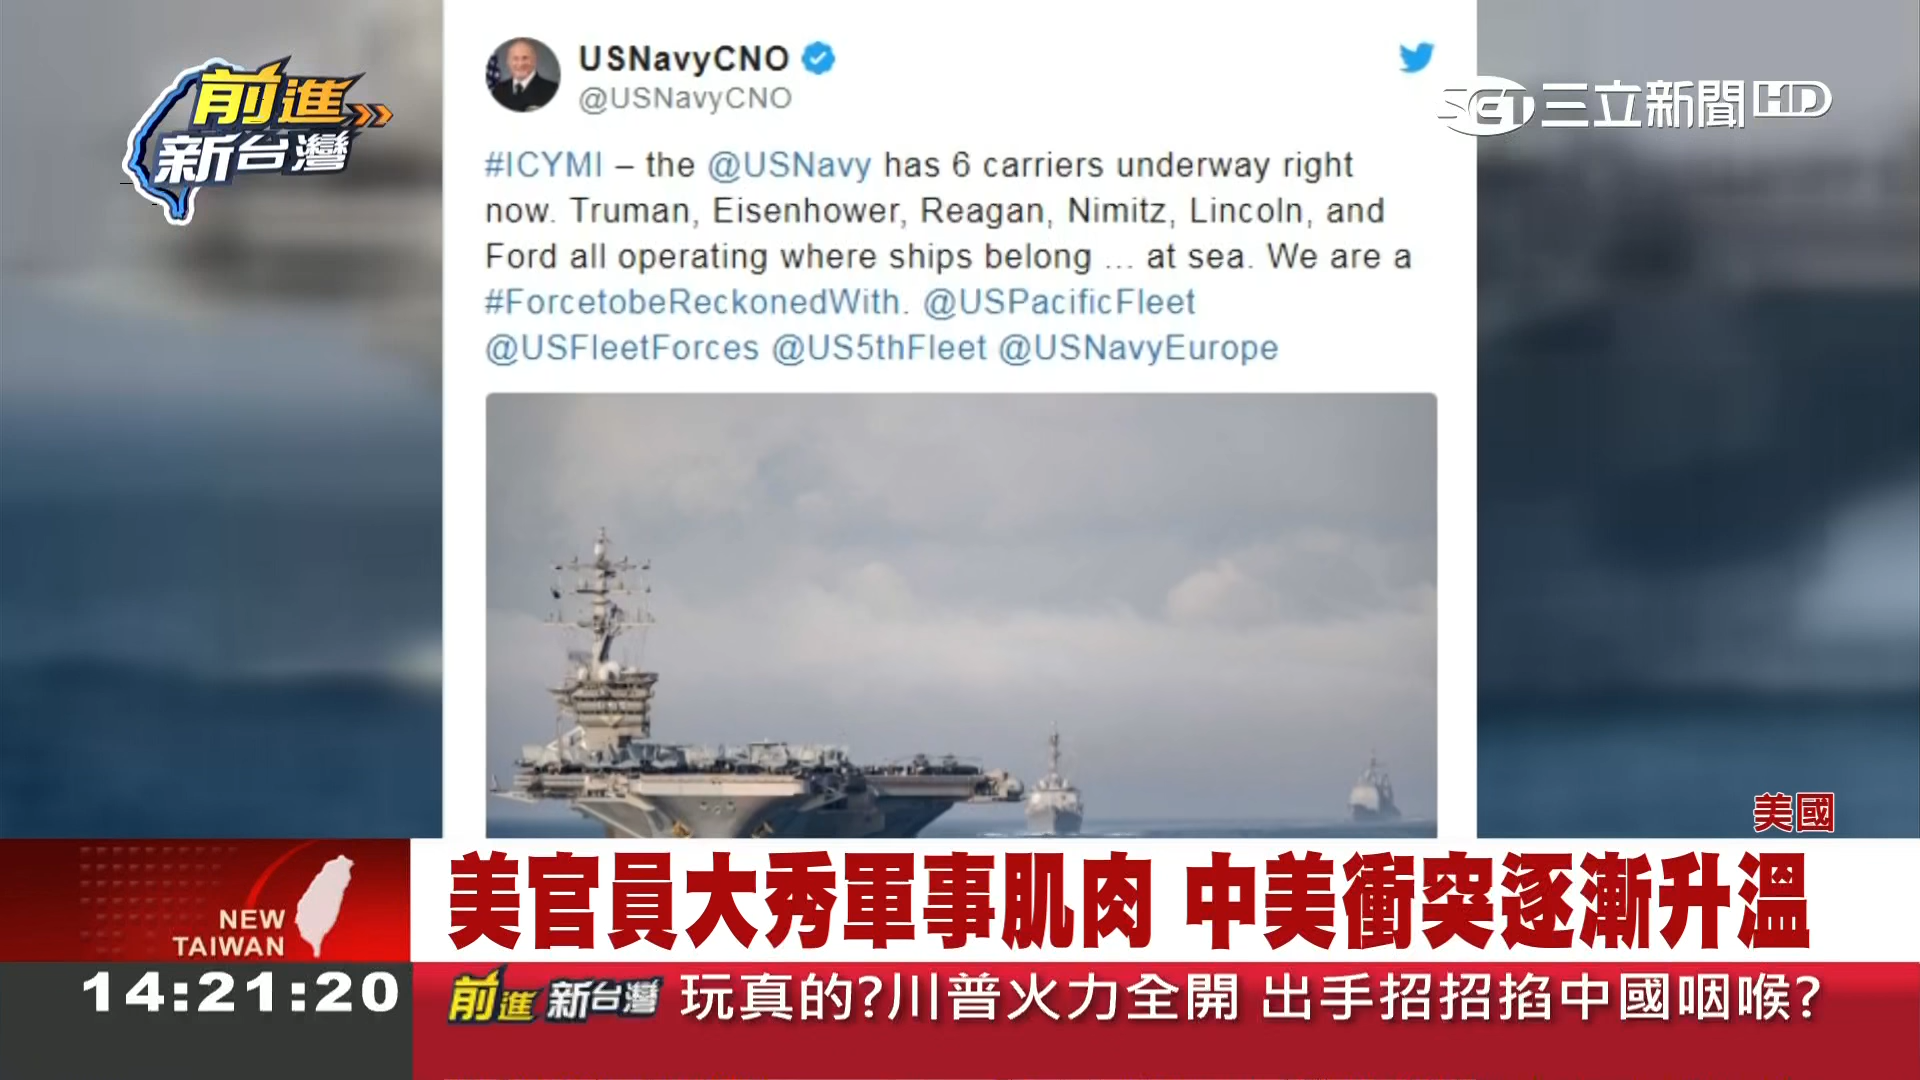 USNavyCNO
@USNavyCNO
#ICYMI – the @USNavy has 6 carriers underway right
now. Truman, Eisenhower, Reagan, Nimitz, Lincoln, and
Ford all operating where ships belong ... at sea. We are a
#ForcetobeReckonedWith. @USPacificFleet
@USFleetForces @US5thFleet @USNavyEurope
前進
新台灣
SET 三立新聞HD
美國
NEW
TAIWAN
美官員大秀軍事肌肉 中美衝突逐漸升溫
14:21:20
前進新台灣 玩真的?川普火力全開 出手招招掐中國咽喉?